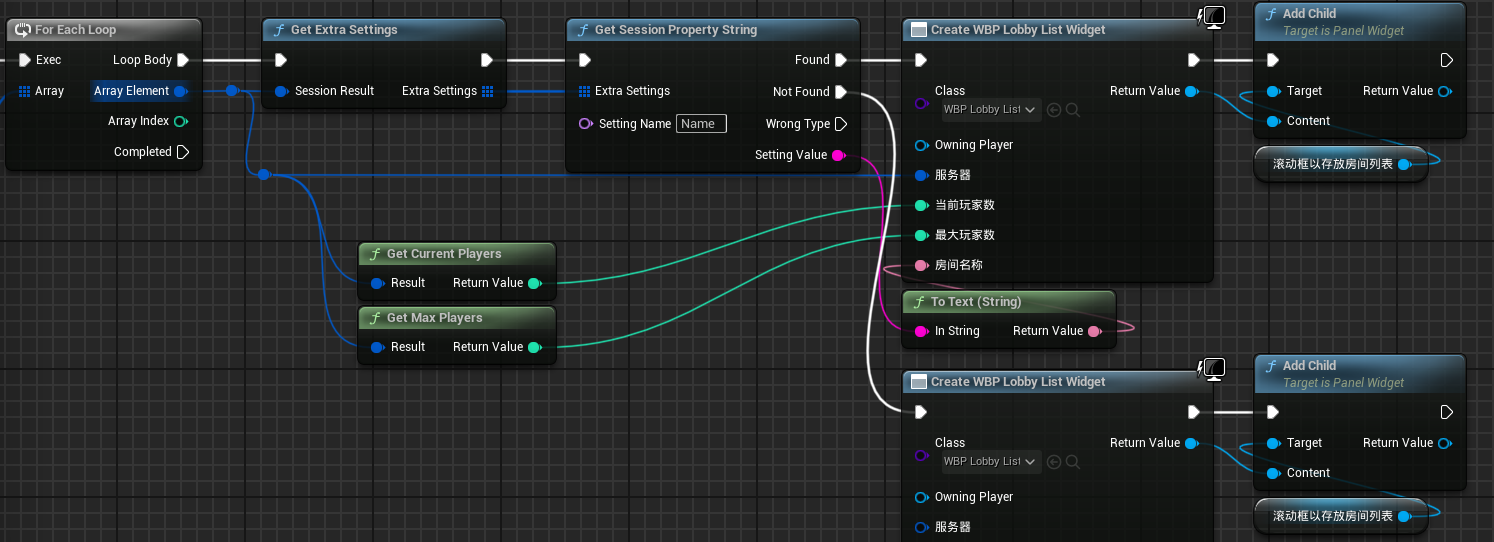 For Each Loop
Exec
Loop Body
Array
Array Element
Array Index
Completed
Get Extra Settings
Session Result
Extra Settings
Get Session Property String
Found
Extra Settings
Not Found
Setting Name
Name
Wrong Type
Setting Value
Create WBP Lobby List Widget
Class
Return Value
WBP Lobby List
Owning Player
服务器
当前玩家数
最大玩家数
房间名称
Add Child
Target is Panel Widget
Target
Return Value
Content
滚动框以存放房间列表
Get Current Players
Result
Return Value
Get Max Players
Result
Return Value
To Text (String)
In String
Return Value
Create WBP Lobby List Widget
Class
Return Value
WBP Lobby List
Owning Player
服务器
Add Child
Target is Panel Widget
Target
Return Value
Content
滚动框以存放房间列表